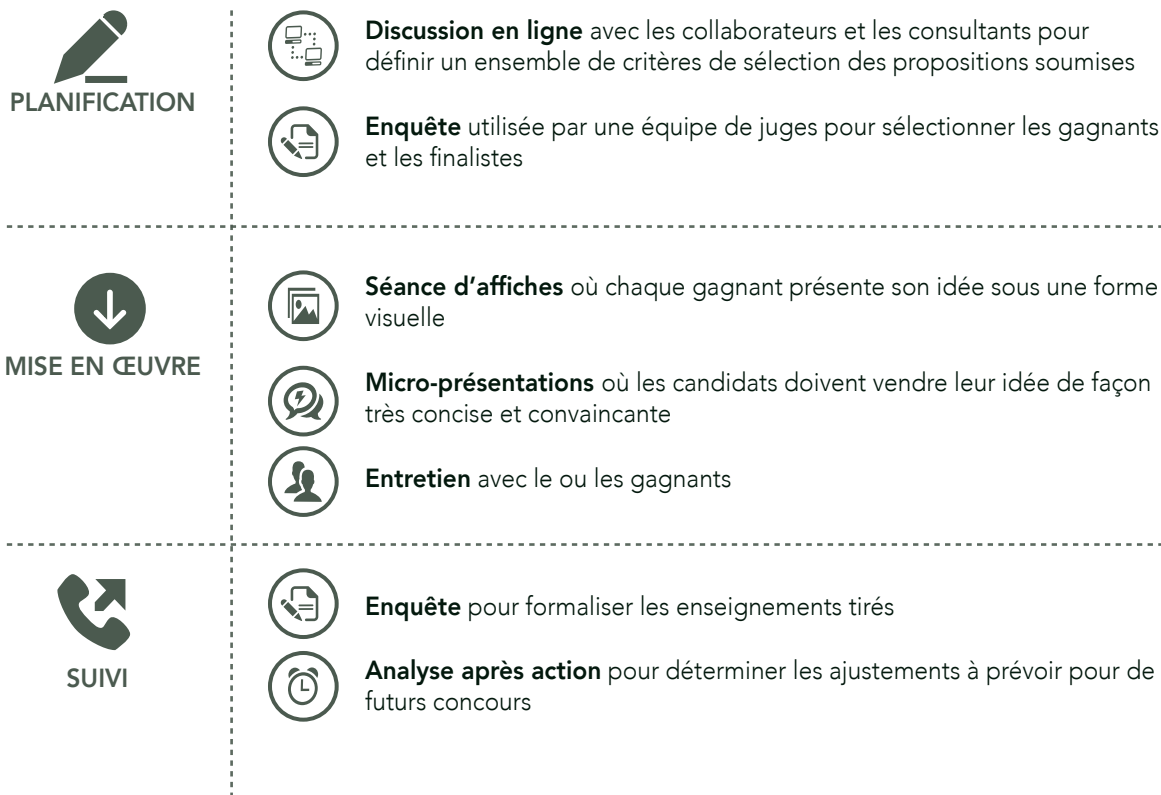 PLANIFICATION
Discussion en ligne avec les collaborateurs et les consultants pour
définir un ensemble de critères de sélection des propositions soumises
Enquête utilisée par une équipe de juges pour sélectionner les gagnants
et les finalistes
MISE EN ŒUVRE
Séance d’affiches où chaque gagnant présente son idée sous une forme
visuelle
Micro-présentations où les candidats doivent vendre leur idée de façon
très concise et convaincante
Entretien avec le ou les gagnants
SUIVI
Enquête pour formaliser les enseignements tirés
Analyse après action pour déterminer les ajustements à prévoir pour de
futurs concours